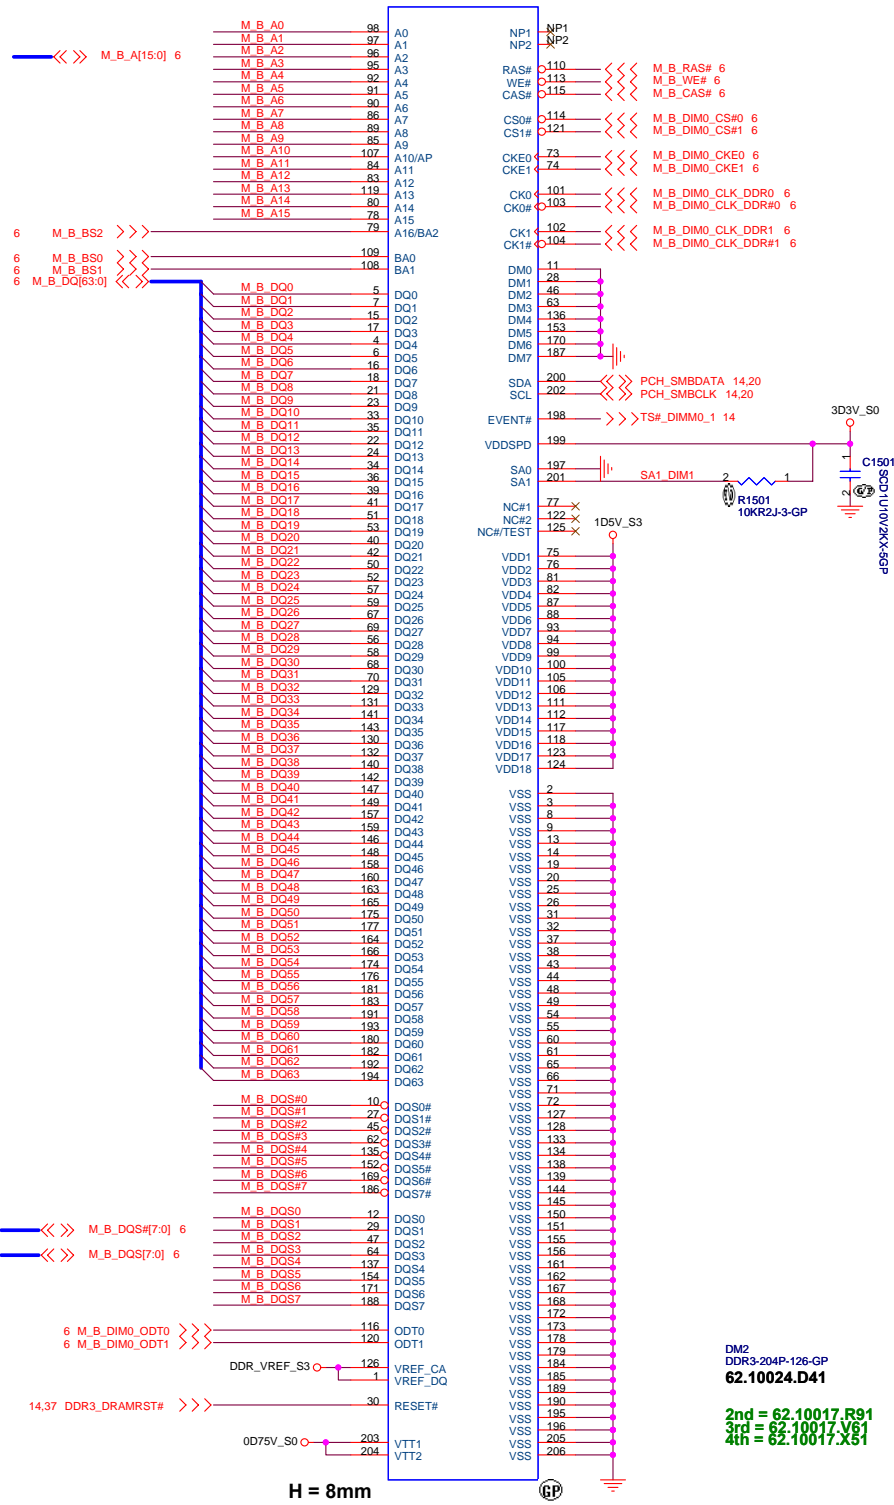 M_B_A[15:0] 6
M_B_A0 98 A0
M_B_A1 97 A1
M_B_A2 96 A2
M_B_A3 95 A3
M_B_A4 92 A4
M_B_A5 91 A5
M_B_A6 90 A6
M_B_A7 86 A7
M_B_A8 89 A8
M_B_A9 85 A9
M_B_A10 107 A10/AP
M_B_A11 84 A11
M_B_A12 83 A12
M_B_A13 119 A13
M_B_A14 80 A14
M_B_A15 78 A15
6 M_B_BS2 79 A16/BA2
6 M_B_BS0 109 BA0
6 M_B_BS1 108 BA1
6 M_B_DQ[63:0]
M_B_DQ0 5 DQ0
M_B_DQ1 7 DQ1
M_B_DQ2 15 DQ2
M_B_DQ3 17 DQ3
M_B_DQ4 4 DQ4
M_B_DQ5 6 DQ5
M_B_DQ6 16 DQ6
M_B_DQ7 18 DQ7
M_B_DQ8 21 DQ8
M_B_DQ9 23 DQ9
M_B_DQ10 33 DQ10
M_B_DQ11 35 DQ11
M_B_DQ12 22 DQ12
M_B_DQ13 24 DQ13
M_B_DQ14 34 DQ14
M_B_DQ15 36 DQ15
M_B_DQ16 39 DQ16
M_B_DQ17 41 DQ17
M_B_DQ18 51 DQ18
M_B_DQ19 53 DQ19
M_B_DQ20 40 DQ20
M_B_DQ21 42 DQ21
M_B_DQ22 50 DQ22
M_B_DQ23 52 DQ23
M_B_DQ24 57 DQ24
M_B_DQ25 59 DQ25
M_B_DQ26 67 DQ26
M_B_DQ27 69 DQ27
M_B_DQ28 56 DQ28
M_B_DQ29 58 DQ29
M_B_DQ30 68 DQ30
M_B_DQ31 70 DQ31
M_B_DQ32 129 DQ32
M_B_DQ33 131 DQ33
M_B_DQ34 141 DQ34
M_B_DQ35 143 DQ35
M_B_DQ36 130 DQ36
M_B_DQ37 132 DQ37
M_B_DQ38 140 DQ38
M_B_DQ39 142 DQ39
M_B_DQ40 147 DQ40
M_B_DQ41 149 DQ41
M_B_DQ42 157 DQ42
M_B_DQ43 159 DQ43
M_B_DQ44 146 DQ44
M_B_DQ45 148 DQ45
M_B_DQ46 158 DQ46
M_B_DQ47 160 DQ47
M_B_DQ48 163 DQ48
M_B_DQ49 165 DQ49
M_B_DQ50 175 DQ50
M_B_DQ51 177 DQ51
M_B_DQ52 164 DQ52
M_B_DQ53 166 DQ53
M_B_DQ54 174 DQ54
M_B_DQ55 176 DQ55
M_B_DQ56 181 DQ56
M_B_DQ57 183 DQ57
M_B_DQ58 191 DQ58
M_B_DQ59 193 DQ59
M_B_DQ60 180 DQ60
M_B_DQ61 182 DQ61
M_B_DQ62 192 DQ62
M_B_DQ63 194 DQ63
M_B_DQS#0 10 DQS0#
M_B_DQS#1 27 DQS1#
M_B_DQS#2 45 DQS2#
M_B_DQS#3 62 DQS3#
M_B_DQS#4 135 DQS4#
M_B_DQS#5 152 DQS5#
M_B_DQS#6 169 DQS6#
M_B_DQS#7 186 DQS7#
M_B_DQS#[7:0] 6
M_B_DQS[7:0] 6
M_B_DQS0 12 DQS0
M_B_DQS1 29 DQS1
M_B_DQS2 47 DQS2
M_B_DQS3 64 DQS3
M_B_DQS4 137 DQS4
M_B_DQS5 154 DQS5
M_B_DQS6 171 DQS6
M_B_DQS7 188 DQS7
6 M_B_DIM0_ODT0 116 ODT0
6 M_B_DIM0_ODT1 120 ODT1
DDR_VREF_S3 126 VREF_CA
1 VREF_DQ
14,37 DDR3_DRAMRST# 30 RESET#
0D75V_S0 203 VTT1
204 VTT2
H = 8mm
NP1 NP1
NP2 NP2
RAS# 110 M_B_RAS# 6
WE# 113 M_B_WE# 6
CAS# 115 M_B_CAS# 6
CS0# 114 M_B_DIM0_CS#0 6
CS1# 121 M_B_DIM0_CS#1 6
CKE0 73 M_B_DIM0_CKE0 6
CKE1 74 M_B_DIM0_CKE1 6
CK0 101 M_B_DIM0_CLK_DDR0 6
CK0# 103 M_B_DIM0_CLK_DDR#0 6
CK1 102 M_B_DIM0_CLK_DDR1 6
CK1# 104 M_B_DIM0_CLK_DDR#1 6
DM0 11
DM1 28
DM2 46
DM3 63
DM4 136
DM5 153
DM6 170
DM7 187
SDA 200 PCH_SMBDATA 14,20
SCL 202 PCH_SMBCLK 14,20
EVENT# 198 TS#_DIMM0_1 14
VDDSPD 199
3D3V_S0
SA0 197
SA1 201 SA1_DIM1 2 1
R1501
10KR2J-3-GP
1 2
C1501
SCD1U10V2KX-5GP
NC#1 77
NC#2 122
NC#/TEST 125
1D5V_S3
VDD1 75
VDD2 76
VDD3 81
VDD4 82
VDD5 87
VDD6 88
VDD7 93
VDD8 94
VDD9 99
VDD10 100
VDD11 105
VDD12 106
VDD13 111
VDD14 112
VDD15 117
VDD16 118
VDD17 123
VDD18 124
VSS 2
VSS 3
VSS 8
VSS 9
VSS 13
VSS 14
VSS 19
VSS 20
VSS 25
VSS 26
VSS 31
VSS 32
VSS 37
VSS 38
VSS 43
VSS 44
VSS 48
VSS 49
VSS 54
VSS 55
VSS 60
VSS 61
VSS 65
VSS 66
VSS 71
VSS 72
VSS 127
VSS 128
VSS 133
VSS 134
VSS 138
VSS 139
VSS 144
VSS 145
VSS 150
VSS 151
VSS 155
VSS 156
VSS 161
VSS 162
VSS 167
VSS 168
VSS 172
VSS 173
VSS 178
VSS 179
VSS 184
VSS 185
VSS 189
VSS 190
VSS 195
VSS 196
VSS 205
VSS 206
GP
DM2
DDR3-204P-126-GP
62.10024.D41
2nd = 62.10017.R91
3rd = 62.10017.V61
4th = 62.10017.X51